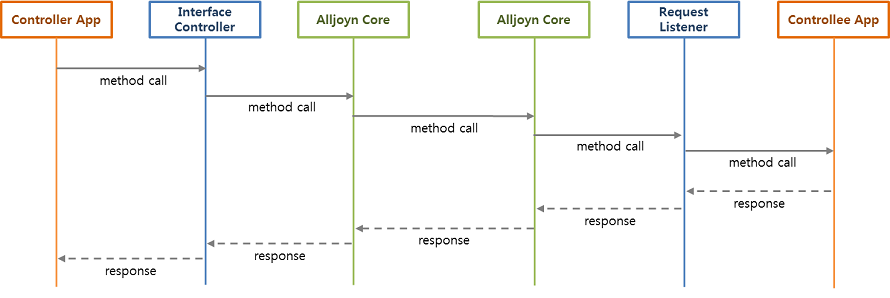 Controller App
Interface
Controller
Alljoyn Core
Alljoyn Core
Request
Listener
Controllee App
method call
method call
method call
method call
method call
response
response
response
response
response